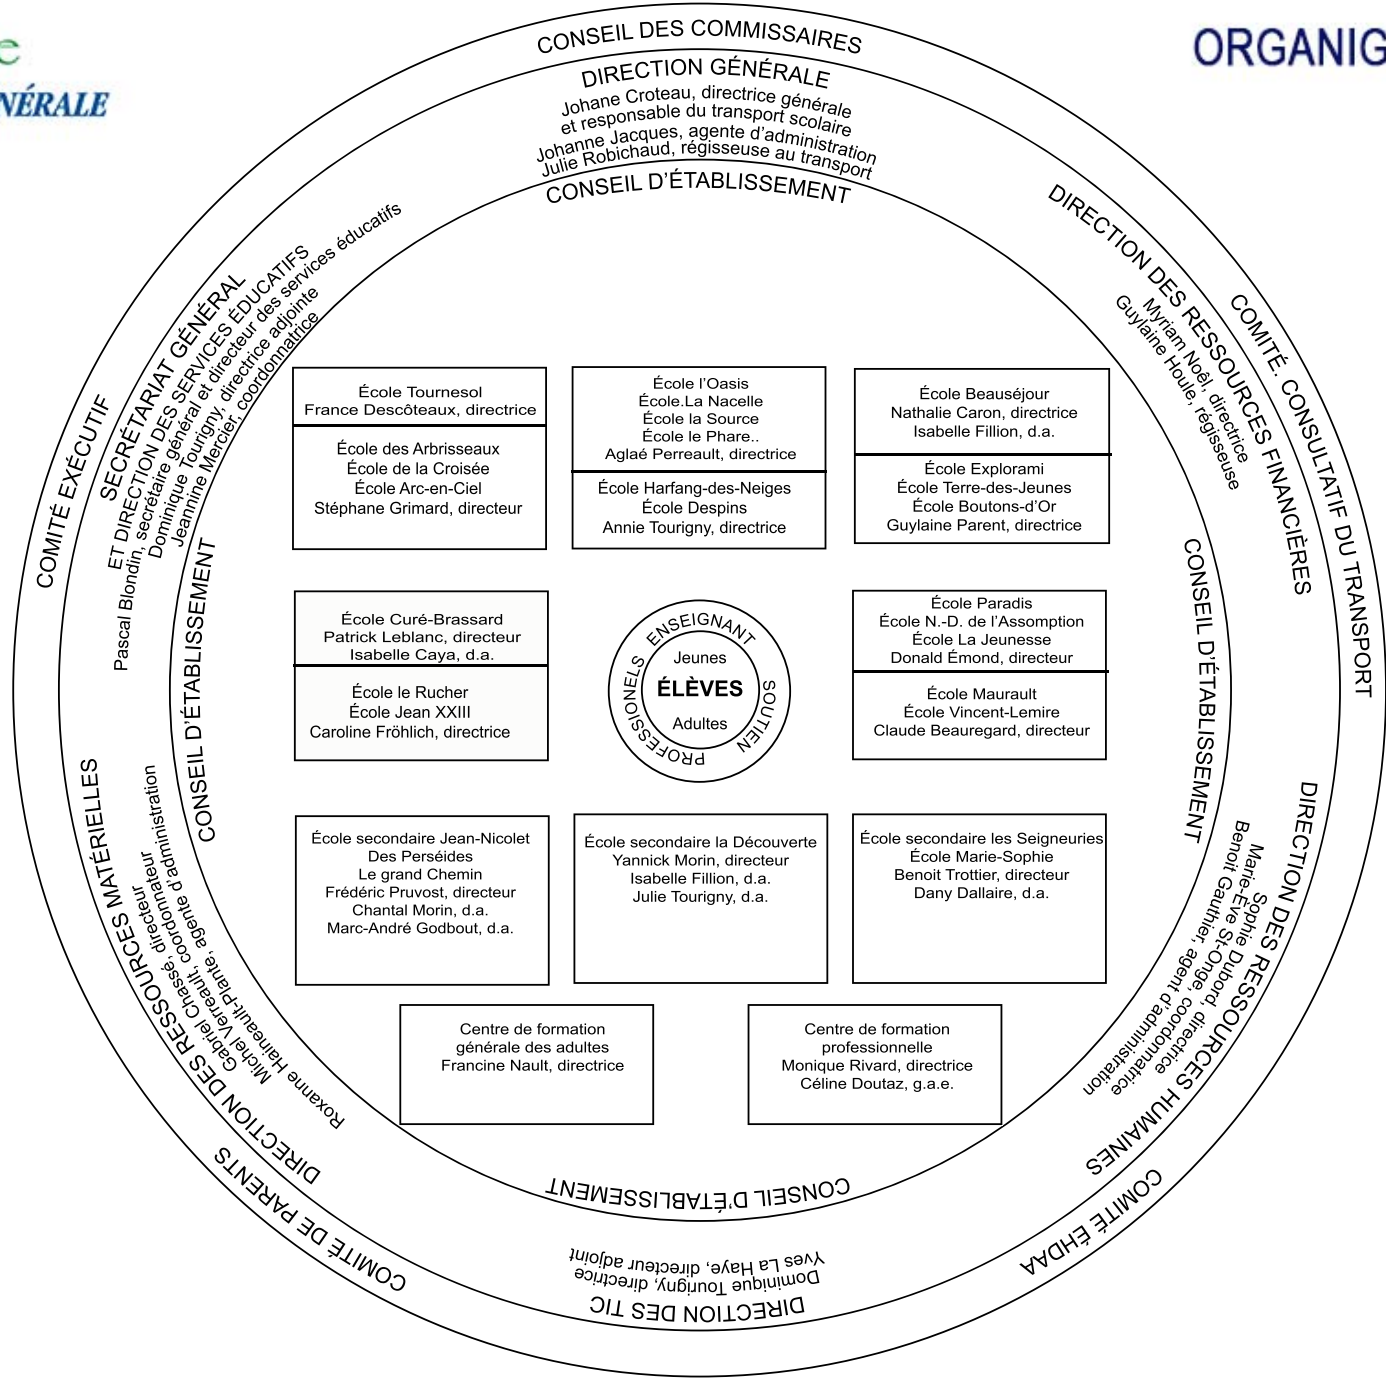 e
NÉRALE
ORGANIG
CONSEIL DES COMMISSAIRES
DIRECTION GÉNÉRALE
Johane Croteau, directrice générale
et responsable du transport scolaire
Johanne Jacques, agente d’administration
Julie Robichaud, régisseuse au transport
CONSEIL D’ÉTABLISSEMENT
COMITÉ EXÉCUTIF
SECRÉTARIAT GÉNÉRAL
ET DIRECTION DES SERVICES ÉDUCATIFS
Pascal Blondin, secrétaire général et directeur des services éducatifs
Dominique Tourigny, directrice adjointe
Jeannine Mercier, coordonnatrice
CONSEIL D’ÉTABLISSEMENT
COMITÉ. CONSULTATIF DU TRANSPORT
DIRECTION DES RESSOURCES FINANCIÈRES
Myriam Noël, directrice
Guylaine Houle, régisseuse
CONSEIL D’ÉTABLISSEMENT
École Tournesol
France Descôteaux, directrice
École des Arbrisseaux
École de la Croisée
École Arc-en-Ciel
Stéphane Grimard, directeur
École l’Oasis
École.La Nacelle
École la Source
École le Phare..
Aglaé Perreault, directrice
École Harfang-des-Neiges
École Despins
Annie Tourigny, directrice
École Beauséjour
Nathalie Caron, directrice
Isabelle Fillion, d.a.
École Explorami
École Terre-des-Jeunes
École Boutons-d’Or
Guylaine Parent, directrice
École Curé-Brassard
Patrick Leblanc, directeur
Isabelle Caya, d.a.
École le Rucher
École Jean XXIII
Caroline Fröhlich, directrice
ENSEIGNANT
SOUTIEN
PROFESSIONELS
Jeunes
ÉLÈVES
Adultes
École Paradis
École N.-D. de l’Assomption
École La Jeunesse
Donald Émond, directeur
École Maurault
École Vincent-Lemire
Claude Beauregard, directeur
École secondaire Jean-Nicolet
Des Perséides
Le grand Chemin
Frédéric Pruvost, directeur
Chantal Morin, d.a.
Marc-André Godbout, d.a.
École secondaire la Découverte
Yannick Morin, directeur
Isabelle Fillion, d.a.
Julie Tourigny, d.a.
École secondaire les Seigneuries
École Marie-Sophie
Benoit Trottier, directeur
Dany Dallaire, d.a.
Centre de formation
générale des adultes
Francine Nault, directrice
Centre de formation
professionnelle
Monique Rivard, directrice
Céline Doutaz, g.a.e.
DIRECTION DES RESSOURCES MATÉRIELLES
Gabriel Chassé, directeur
Michel Verreault, coordonnateur
Roxanne Haineault-Plante, agente d’administration
COMITÉ DE PARENTS
DIRECTION DES RESSOURCES HUMAINES
Sophie Dubord, directrice
Marie-Ève St-Onge, coordonnatrice
Benoit Gauthier, agent d’administration
COMITÉ ÉHDAA
CONSEIL D’ÉTABLISSEMENT
DIRECTION DES TIC
Dominique Tourigny, directrice
Yves La Haye, directeur adjoint